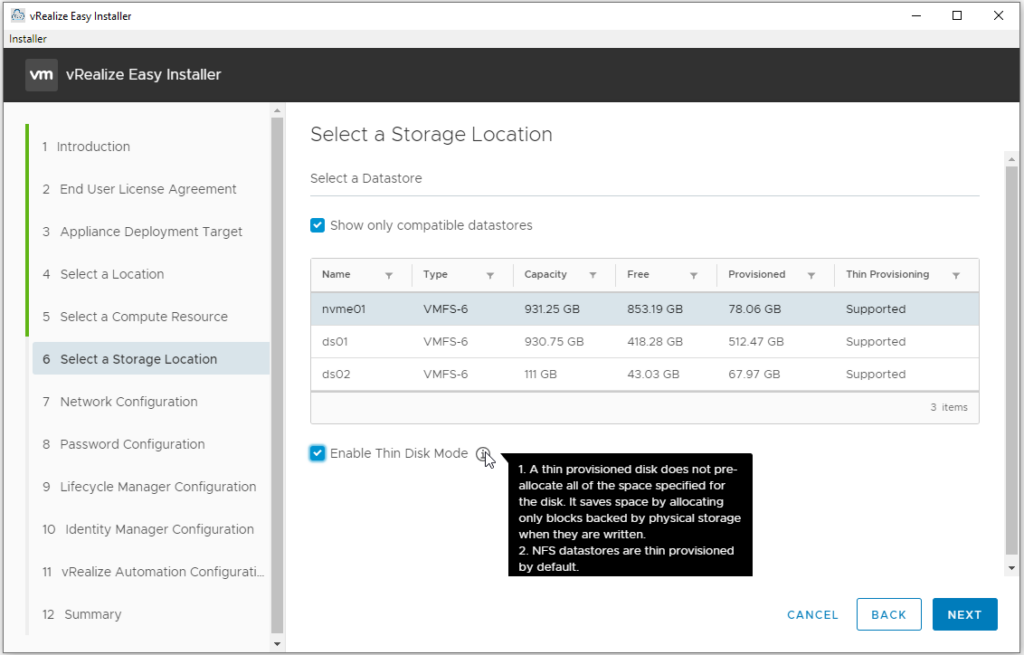 vRealize Easy Installer
Installer
vm vRealize Easy Installer
1 Introduction
2 End User License Agreement
3 Appliance Deployment Target
4 Select a Location
5 Select a Compute Resource
6 Select a Storage Location
7 Network Configuration
8 Password Configuration
9 Lifecycle Manager Configuration
10 Identity Manager Configuration
11 vRealize Automation Configurati...
12 Summary
Select a Storage Location
Select a Datastore
Show only compatible datastores
Name Type Capacity Free Provisioned Thin Provisioning
nvme01 VMFS-6 931.25 GB 853.19 GB 78.06 GB Supported
ds01 VMFS-6 930.75 GB 418.28 GB 512.47 GB Supported
ds02 VMFS-6 111 GB 43.03 GB 67.97 GB Supported
3 items
Enable Thin Disk Mode
1. A thin provisioned disk does not pre-
allocate all of the space specified for
the disk. It saves space by allocating
only blocks backed by physical storage
when they are written.
2. NFS datastores are thin provisioned
by default.
CANCEL BACK NEXT